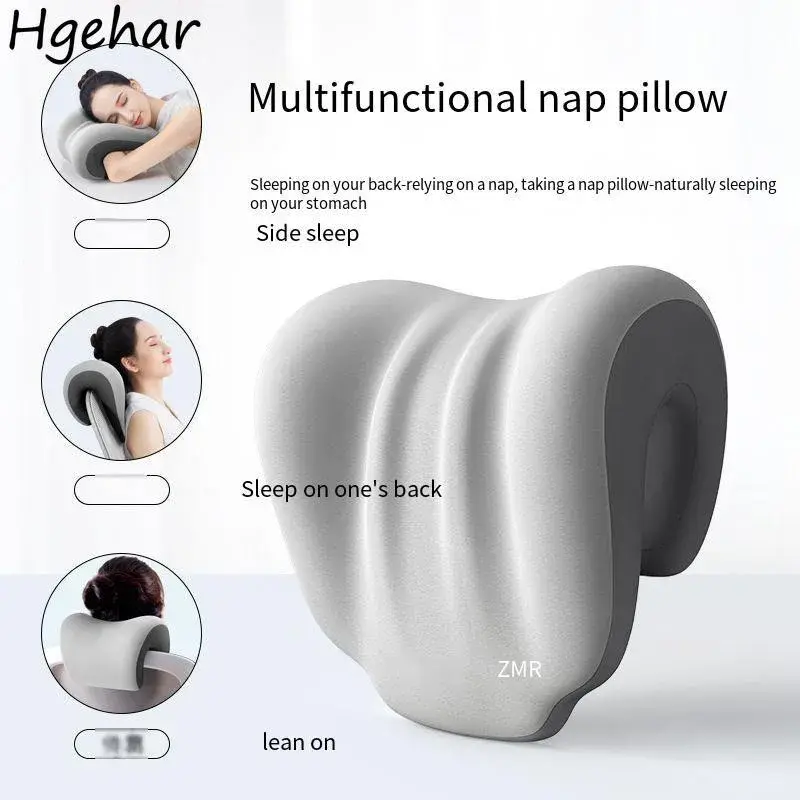 Hgehar
Multifunctional nap pillow
Sleeping on your back-relying on a nap, taking a nap pillow-naturally sleeping
on your stomach
Side sleep
Sleep on one's back
ZMR
lean on